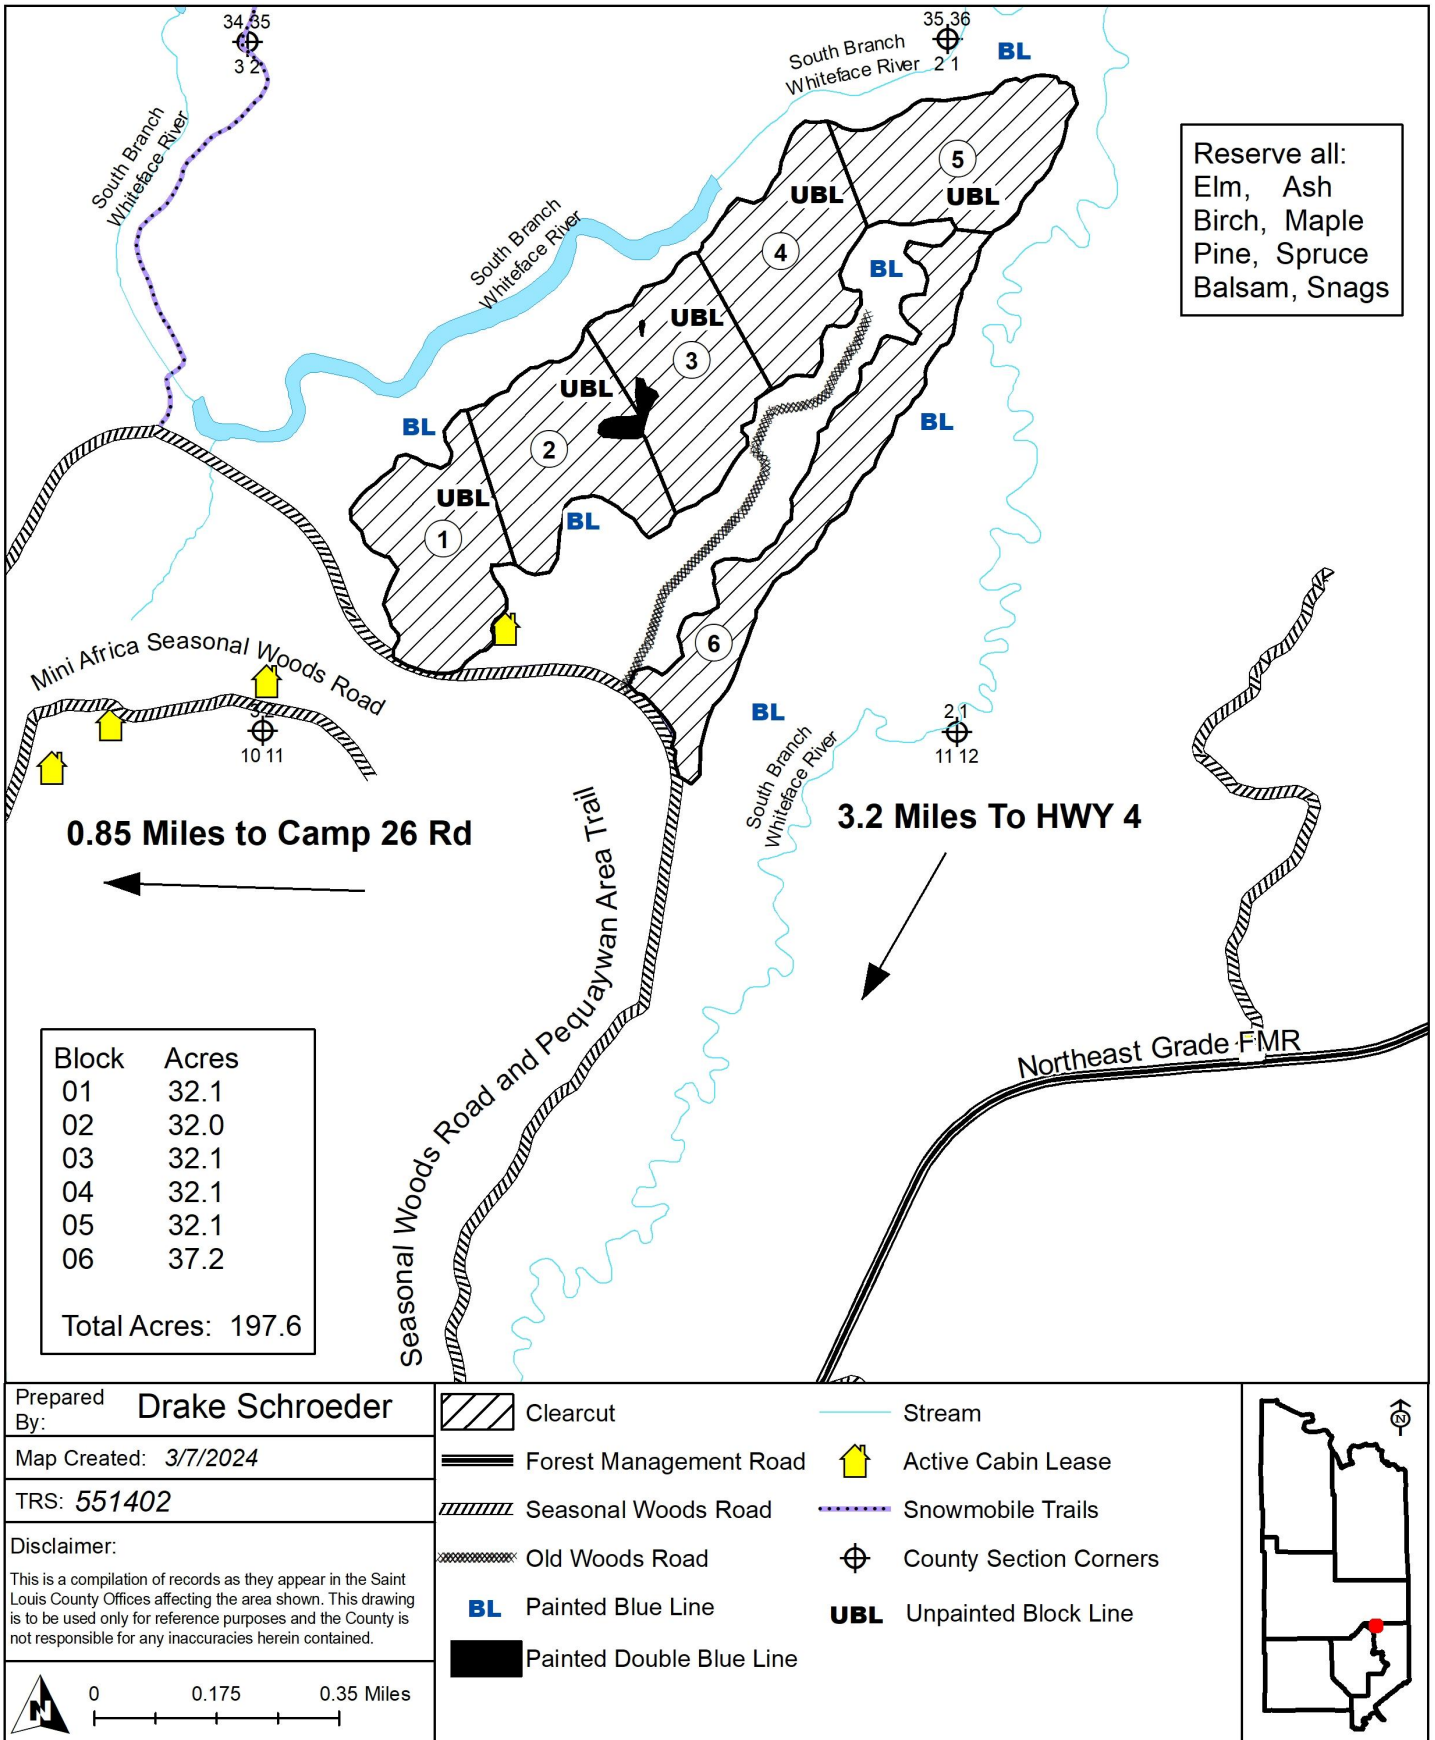 34 35
3 2
South Branch
Whiteface River
South Branch
Whiteface River
35 36
2 1
BL
Reserve all:
Elm, Ash
Birch, Maple
Pine, Spruce
Balsam, Snags
South Branch
Whiteface River
5
UBL
UBL
4
BL
UBL
3
UBL
BL
BL
2
UBL
BL
1
6
Mini Africa Seasonal Woods Road
3 2
10 11
BL
2 1
11 12
South Branch
Whiteface River
0.85 Miles to Camp 26 Rd
3.2 Miles To HWY 4
Seasonal Woods Road and Pequaywan Area Trail
Northeast Grade FMR
Block Acres
01 32.1
02 32.0
03 32.1
04 32.1
05 32.1
06 37.2
Total Acres: 197.6
Prepared
By:
Drake Schroeder
Map Created: 3/7/2024
TRS: 551402
Disclaimer:
This is a compilation of records as they appear in the Saint
Louis County Offices affecting the area shown. This drawing
is to be used only for reference purposes and the County is
not responsible for any inaccuracies herein contained.
N
0 0.175 0.35 Miles
Clearcut
Forest Management Road
Seasonal Woods Road
Old Woods Road
BL Painted Blue Line
Painted Double Blue Line
Stream
Active Cabin Lease
Snowmobile Trails
County Section Corners
UBL Unpainted Block Line
N